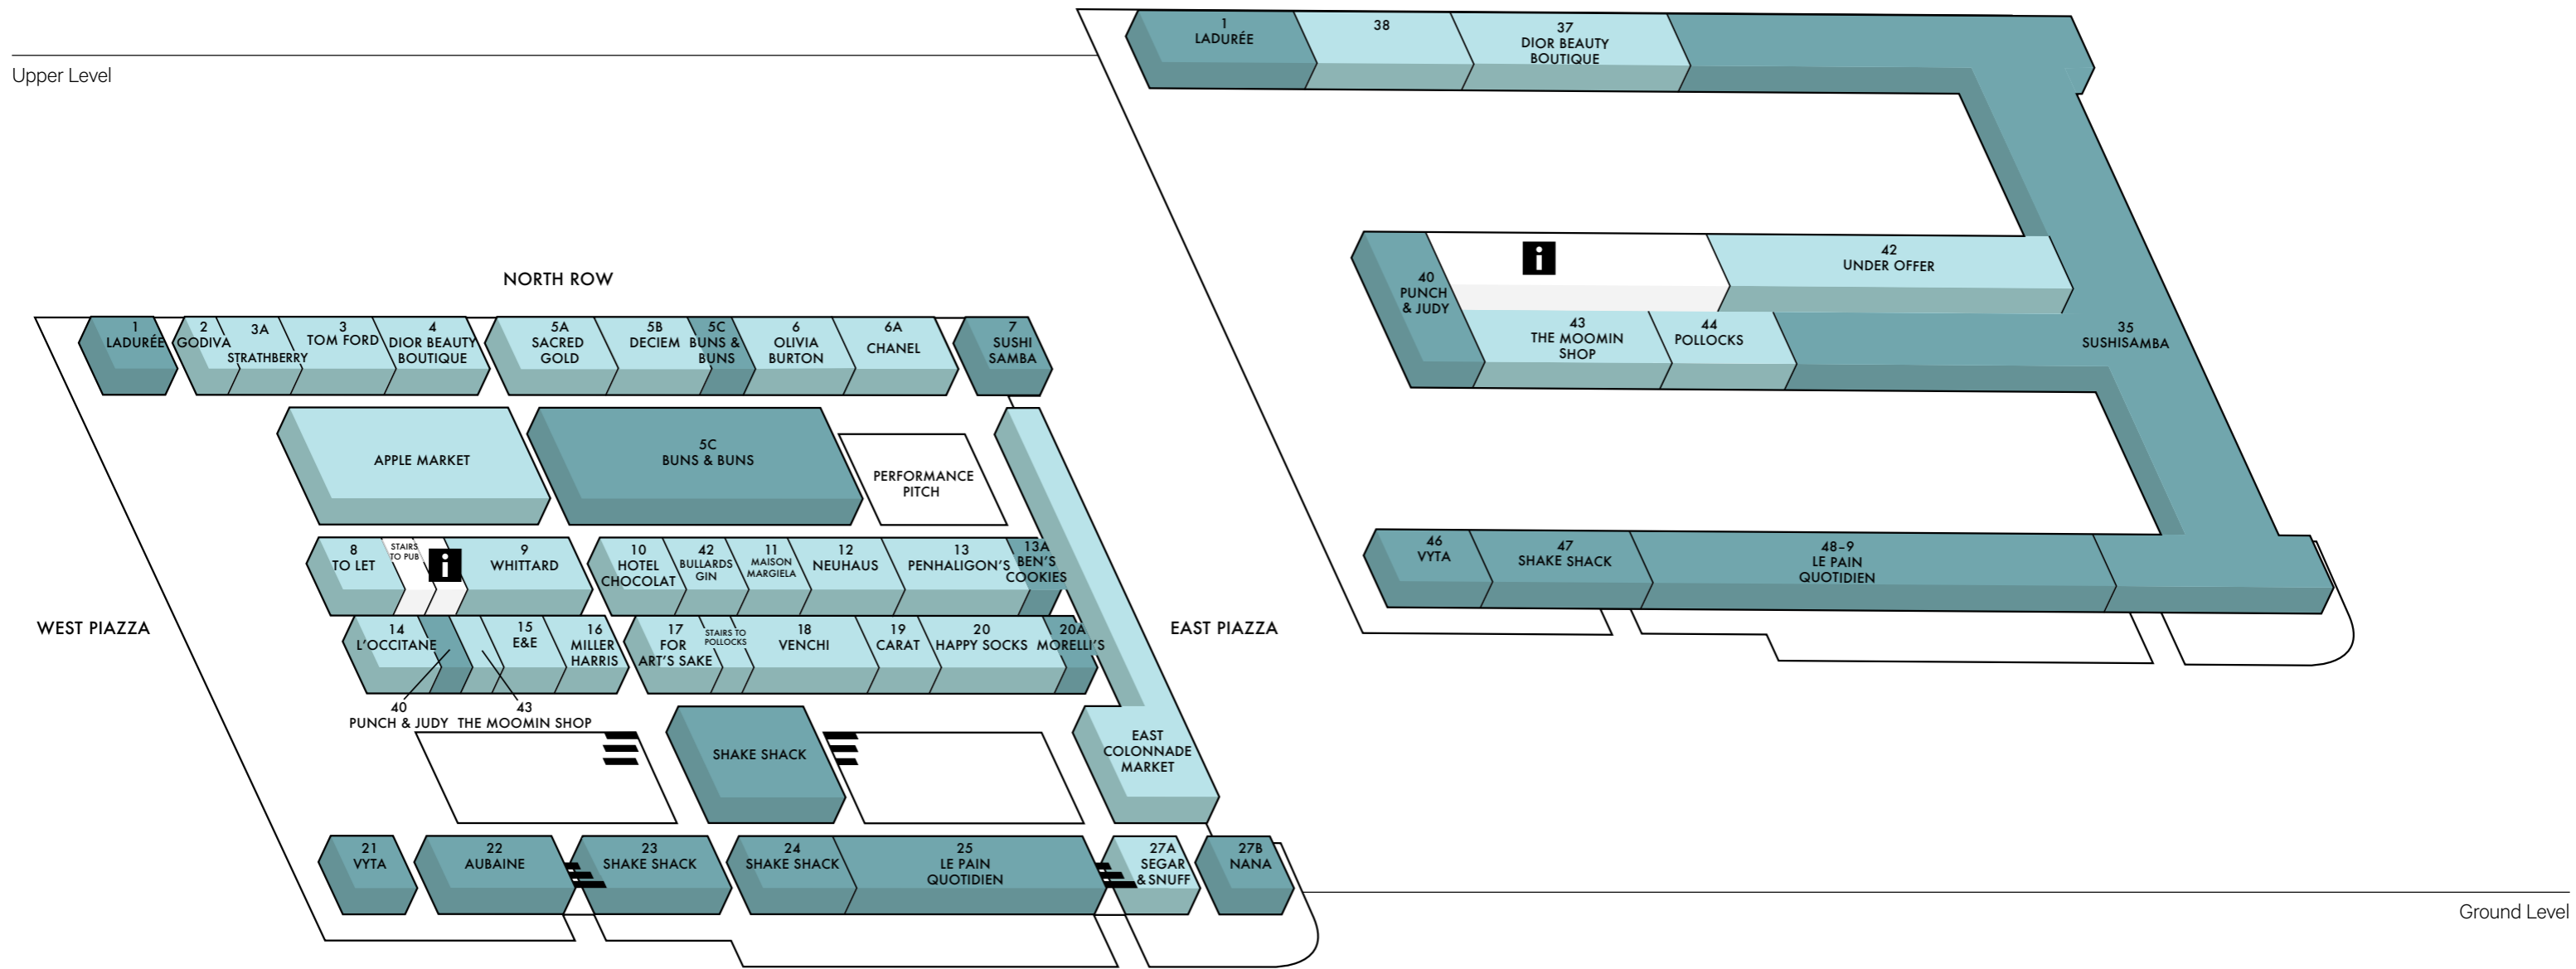 Upper Level
1
LADURÉE
38
37
DIOR BEAUTY
BOUTIQUE
i
42
UNDER OFFER
40
PUNCH
& JUDY
43
THE MOOMIN
SHOP
44
POLLOCKS
35
SUSHISAMBA
46
VYTA
47
SHAKE SHACK
48-9
LE PAIN
QUOTIDIEN
NORTH ROW
1
LADURÉE
2
GODIVA
3A
STRATHBERRY
3
TOM FORD
4
DIOR BEAUTY
BOUTIQUE
5A
SACRED
GOLD
5B
DECIEM
5C
BUNS &
BUNS
6
OLIVIA
BURTON
6A
CHANEL
7
SUSHI
SAMBA
APPLE MARKET
5C
BUNS & BUNS
PERFORMANCE
PITCH
8
TO LET
STAIRS
TO PUB
i
9
WHITTARD
10
HOTEL
CHOCOLAT
42
BULLARDS
GIN
11
MAISON
MARGIELA
12
NEUHAUS
13
PENHALIGON'S
13A
BEN'S
COOKIES
WEST PIAZZA
14
L'OCCITANE
15
E&E
16
MILLER
HARRIS
17
FOR
ART'S SAKE
STAIRS TO
POLLOCKS
18
VENCHI
19
CARAT
20
HAPPY SOCKS
20A
MORELLI'S
EAST PIAZZA
40
PUNCH & JUDY
43
THE MOOMIN SHOP
SHAKE SHACK
EAST
COLONNADE
MARKET
21
VYTA
22
AUBAINE
23
SHAKE SHACK
24
SHAKE SHACK
25
LE PAIN
QUOTIDIEN
27A
SEGAR
& SNUFF
27B
NANA
Ground Level